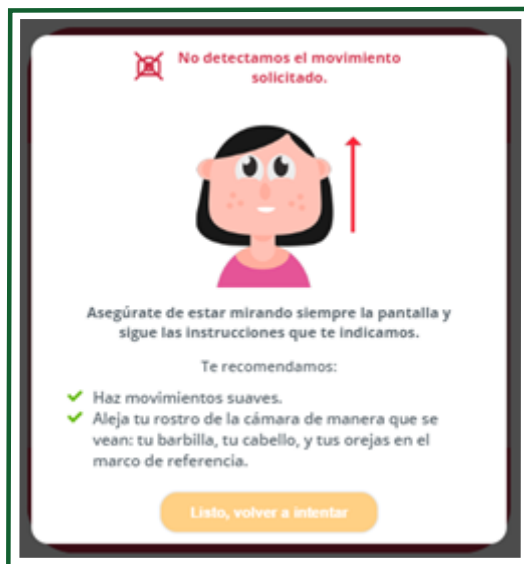 No detectamos el movimiento
solicitado.
Asegúrate de estar mirando siempre la pantalla y
sigue las instrucciones que te indicamos.
Te recomendamos:
Haz movimientos suaves.
Aleja tu rostro de la cámara de manera que se
vean: tu barbilla, tu cabello, y tus orejas en el
marco de referencia.
Listo, volver a intentar